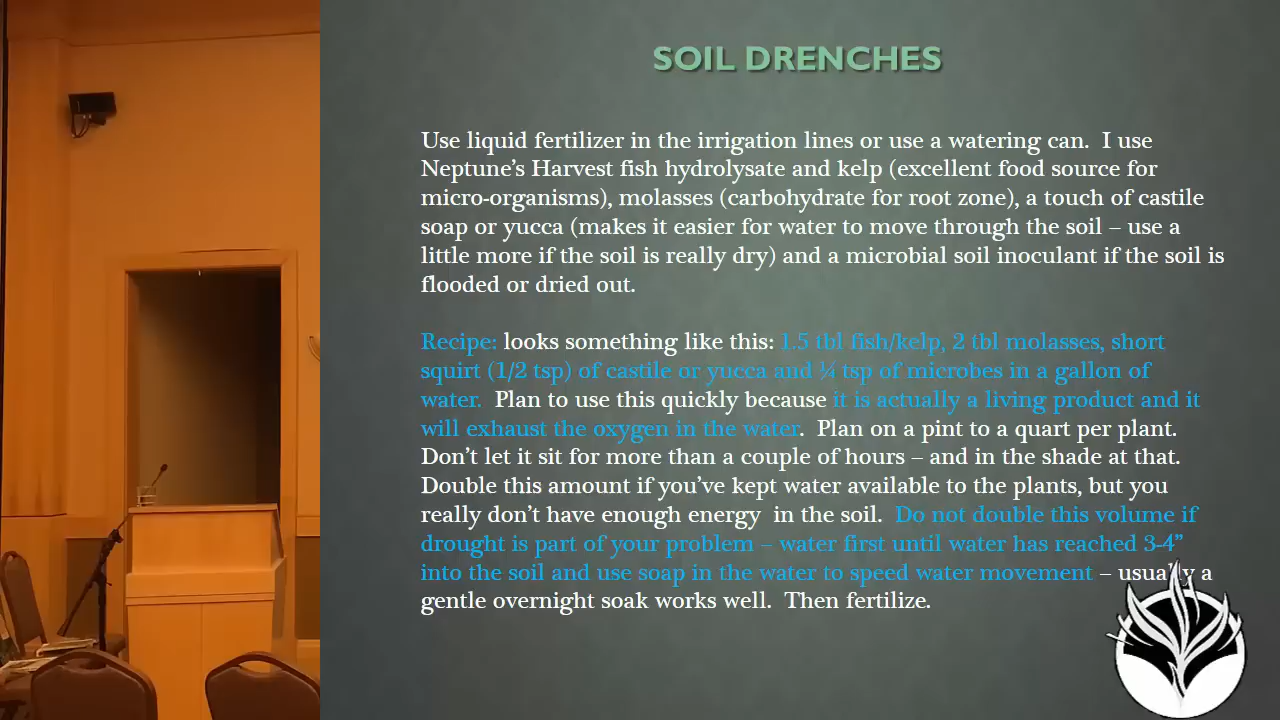 SOIL DRENCHES
Use liquid fertilizer in the irrigation lines or use a watering can.  I use
Neptune’s Harvest fish hydrolysate and kelp (excellent food source for
micro-organisms), molasses (carbohydrate for root zone), a touch of castile
soap or yucca (makes it easier for water to move through the soil – use a
little more if the soil is really dry) and a microbial soil inoculant if the soil is
flooded or dried out.
Recipe: looks something like this: 1.5 tbl fish/kelp, 2 tbl molasses, short
squirt (1/2 tsp) of castile or yucca and ¼ tsp of microbes in a gallon of
water.  Plan to use this quickly because it is actually a living product and it
will exhaust the oxygen in the water.  Plan on a pint to a quart per plant.
Don’t let it sit for more than a couple of hours – and in the shade at that.
Double this amount if you’ve kept water available to the plants, but you
really don’t have enough energy  in the soil.  Do not double this volume if
drought is part of your problem – water first until water has reached 3-4”
into the soil and use soap in the water to speed water movement – usually a
gentle overnight soak works well.  Then fertilize.